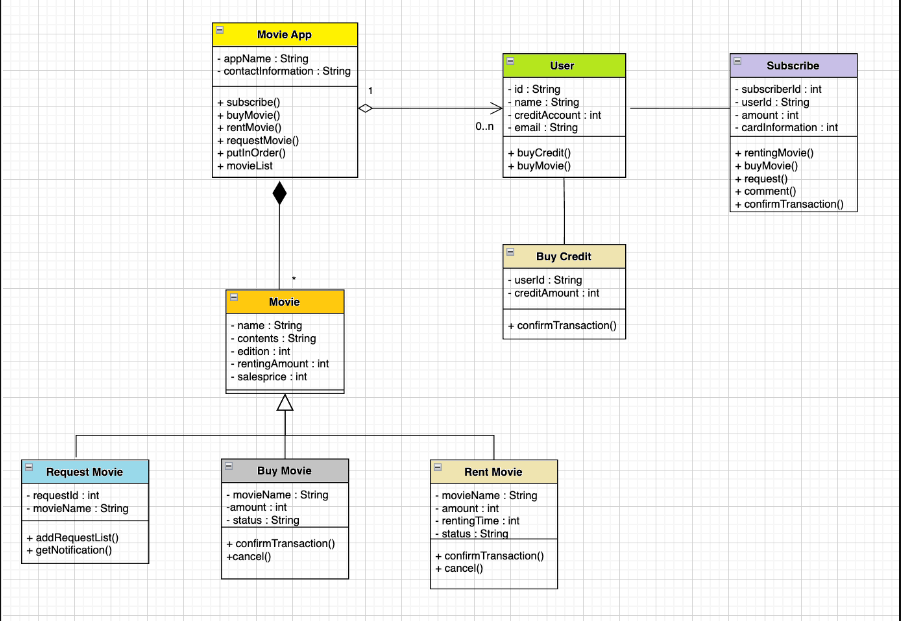 Movie App
- appName : String
- contactInformation : String
+ subscribe()
+ buyMovie()
+ rentMovie()
+ requestMovie()
+ putInOrder()
+ movieList
1
0..n
User
- id : String
- name : String
- creditAccount : int
- email : String
+ buyCredit()
+ buyMovie()
Subscribe
- subscriberId : int
- userId : String
- amount : int
- cardInformation : int
+ rentingMovie()
+ buyMovie()
+ request()
+ comment()
+ confirmTransaction()
Buy Credit
- userId : String
- creditAmount : int
+ confirmTransaction()
*
Movie
- name : String
- contents : String
- edition : int
- rentingAmount : int
- salesprice : int
Request Movie
- requestId : int
- movieName : String
+ addRequestList()
+ getNotification()
Buy Movie
- movieName : String
-amount : int
- status : String
+ confirmTransaction()
+cancel()
Rent Movie
- movieName : String
- amount : int
- rentingTime : int
- status : String
+ confirmTransaction()
+ cancel()